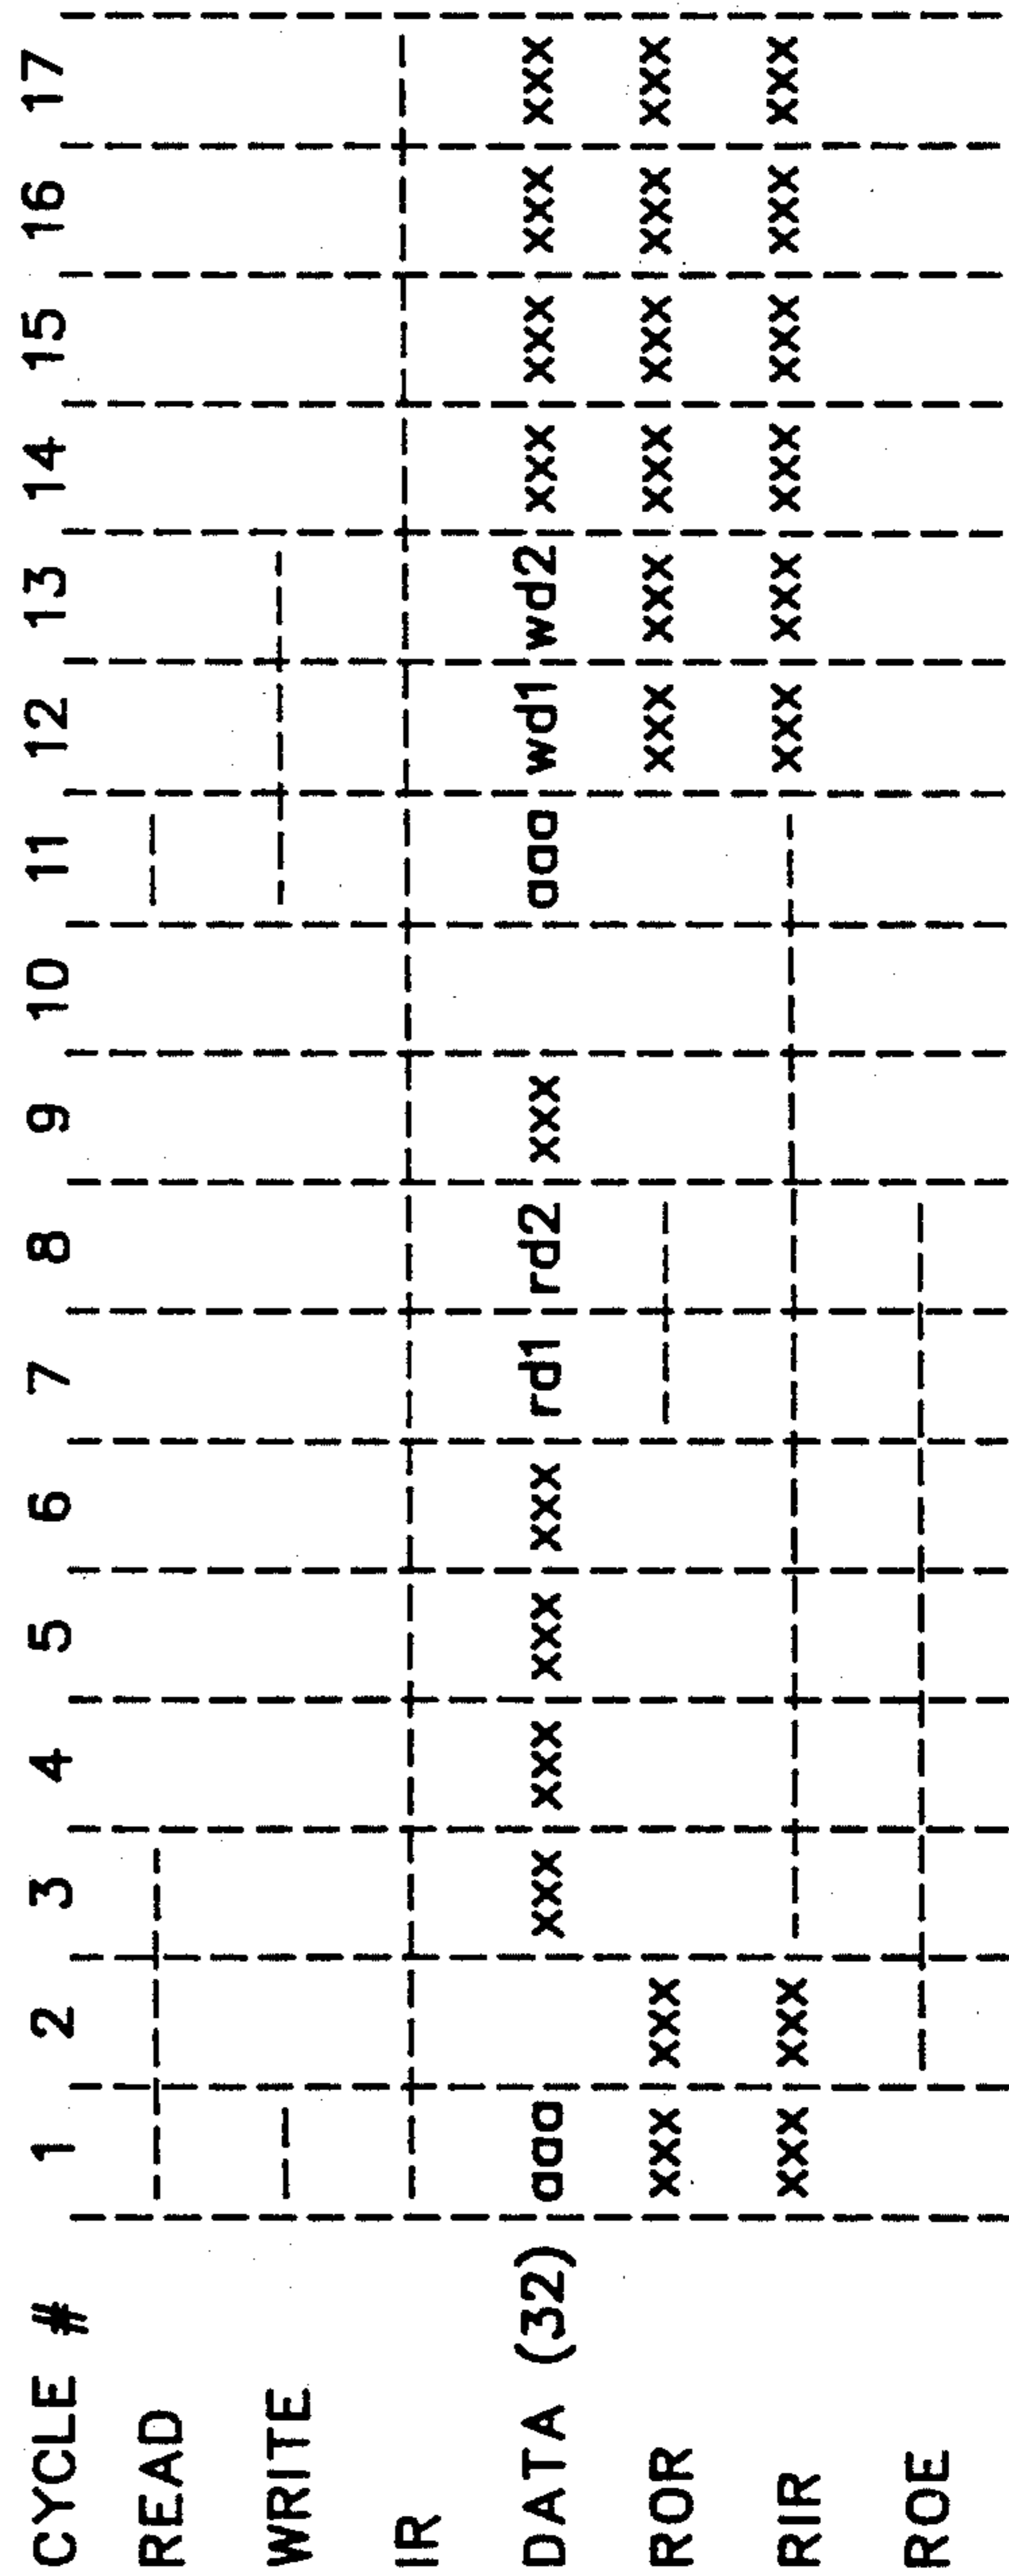 CYCLE # 1 2 3 4 5 6 7 8 9 10 11 12 13 14 15 16 17
READ
WRITE
IR
DATA (32) aaa xxx xxx xxx xxx rd1 rd2 xxx aaa wd1 wd2 xxx xxx xxx xxx
ROR xxx xxx xxx xxx xxx xxx xxx xxx
RIR xxx xxx xxx xxx xxx xxx xxx xxx
ROE